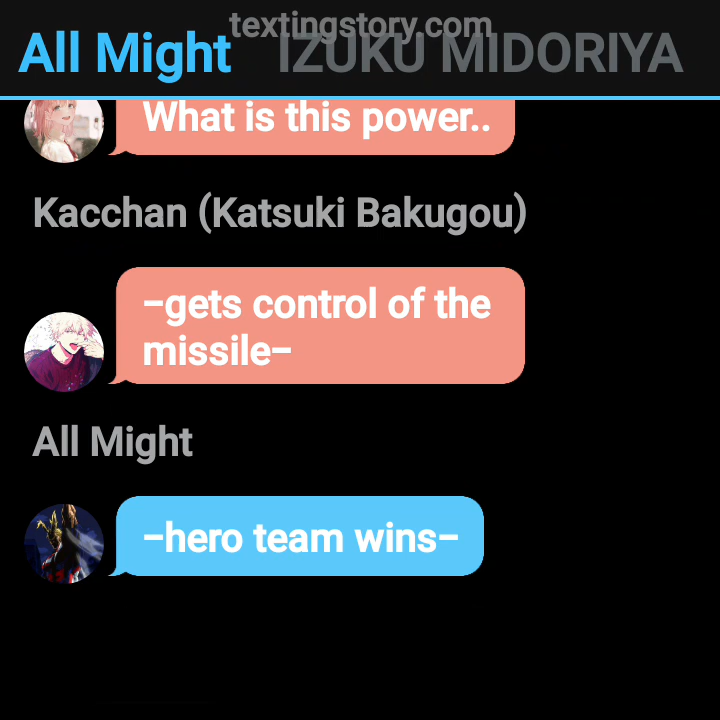 textingstory.com
All Might IZUKU MIDORIYA
What is this power..
Kacchan (Katsuki Bakugou)
–gets control of the
missile–
All Might
–hero team wins–